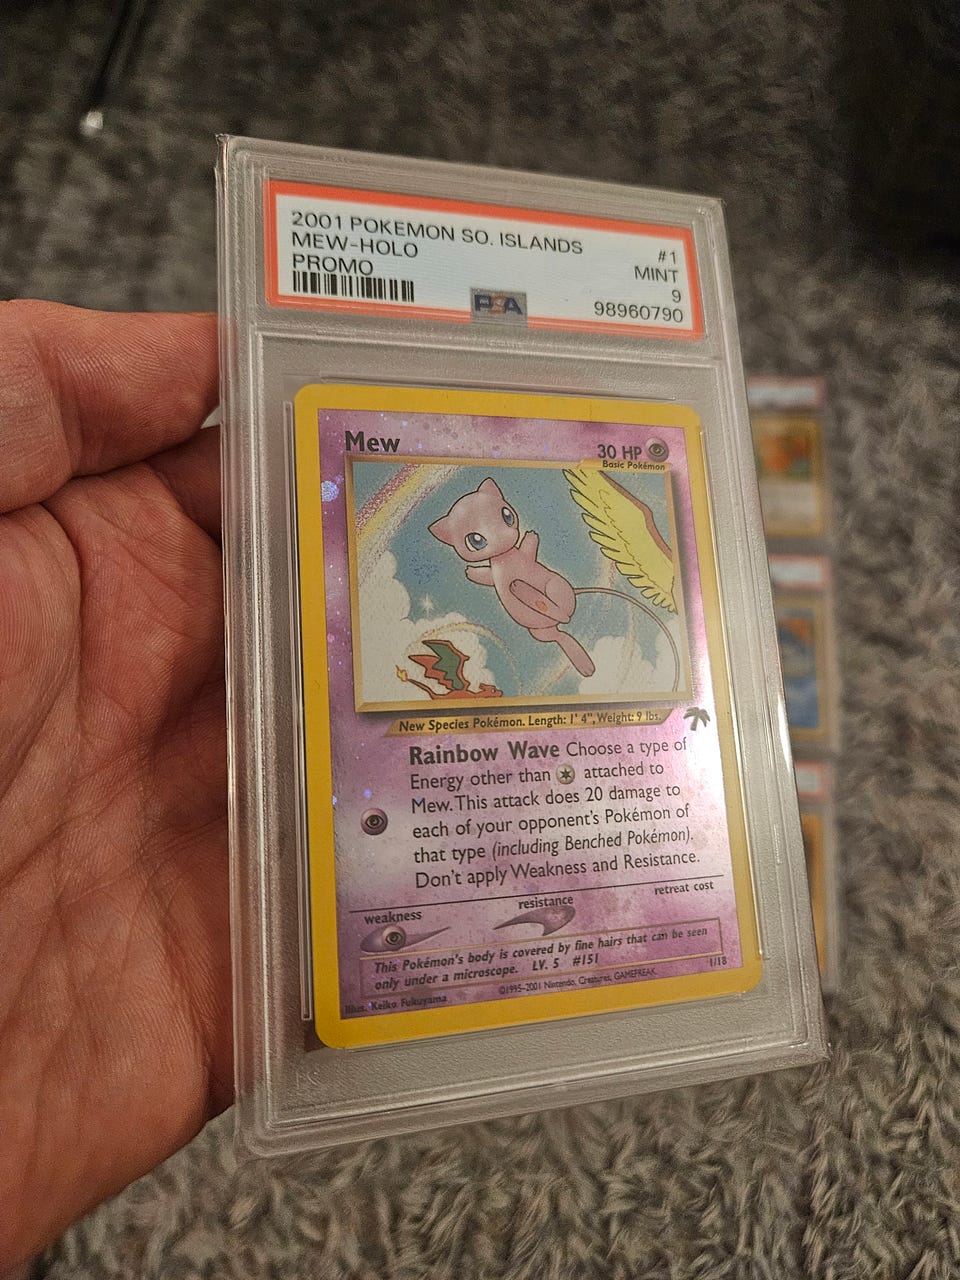 2001 POKEMON SO. ISLANDS #1
MEW-HOLO MINT
PROMO 9
98960790
PSA
Mew 30 HP
Basic Pokémon
New Species Pokémon. Length: 1' 4", Weight: 9 lbs.
Rainbow Wave Choose a type of
Energy other than attached to
Mew. This attack does 20 damage to
each of your opponent's Pokémon of
that type (including Benched Pokémon).
Don't apply Weakness and Resistance.
weakness resistance retreat cost
This Pokémon's body is covered by fine hairs that can be seen
only under a microscope. LV. 5 #151
Illus. Keiko Fukuyama ©1995-2001 Nintendo, Creatures, GAMEFREAK. 1/18